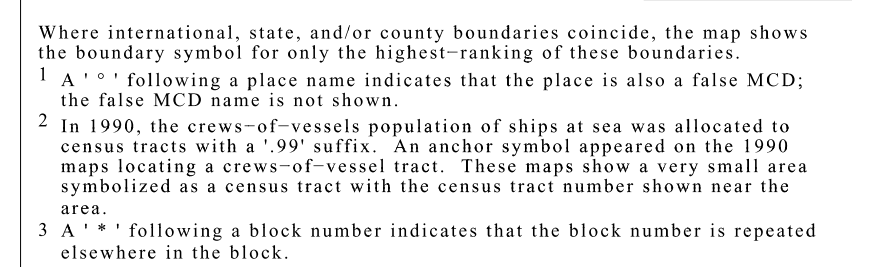 Where international, state, and/or county boundaries coincide, the map shows
the boundary symbol for only the highest−ranking of these boundaries.
1 A ' ° ' following a place name indicates that the place is also a false MCD;
the false MCD name is not shown.
2 In 1990, the crews−of−vessels population of ships at sea was allocated to
census tracts with a '.99' suffix. An anchor symbol appeared on the 1990
maps locating a crews−of−vessel tract. These maps show a very small area
symbolized as a census tract with the census tract number shown near the
area.
3 A ' * ' following a block number indicates that the block number is repeated
elsewhere in the block.